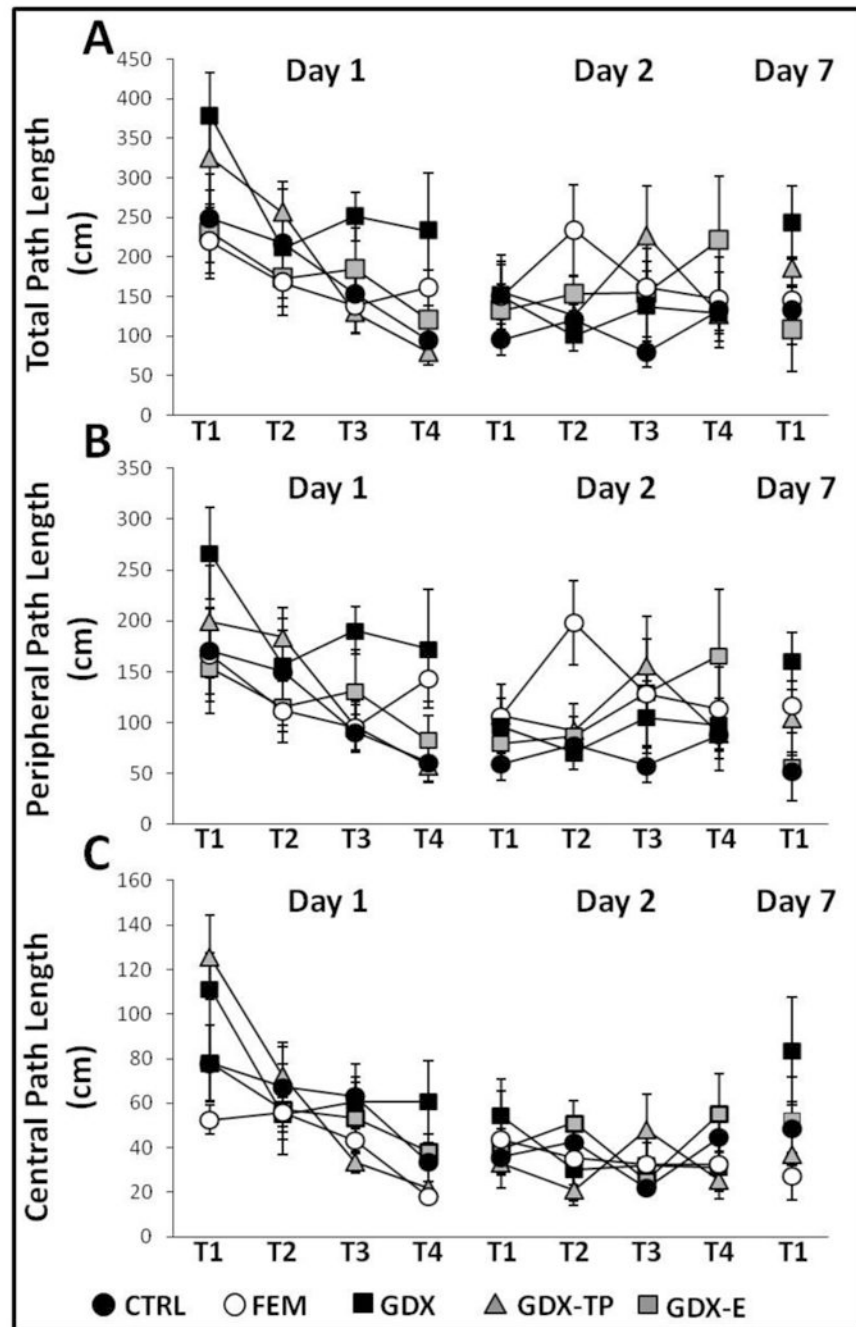 A
Total Path Length
(cm)
Day 1 Day 2 Day 7
450
400
350
300
250
200
150
100
50
0
T1 T2 T3 T4 T1 T2 T3 T4 T1
B
Peripheral Path Length
(cm)
Day 1 Day 2 Day 7
350
300
250
200
150
100
50
0
T1 T2 T3 T4 T1 T2 T3 T4 T1
C
Central Path Length
(cm)
Day 1 Day 2 Day 7
160
140
120
100
80
60
40
20
0
T1 T2 T3 T4 T1 T2 T3 T4 T1
CTRL FEM GDX GDX-TP GDX-E